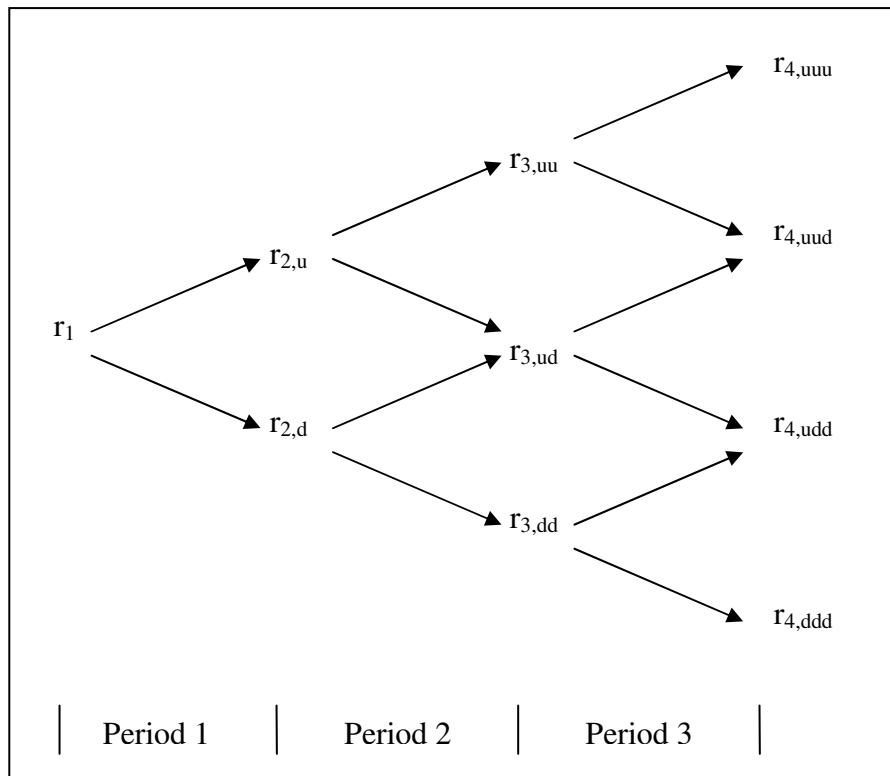 r4,uuu
r3,uu
r4,uud
r2,u
r1
r3,ud
r2,d
r4,udd
r3,dd
r4,ddd
Period 1 Period 2 Period 3